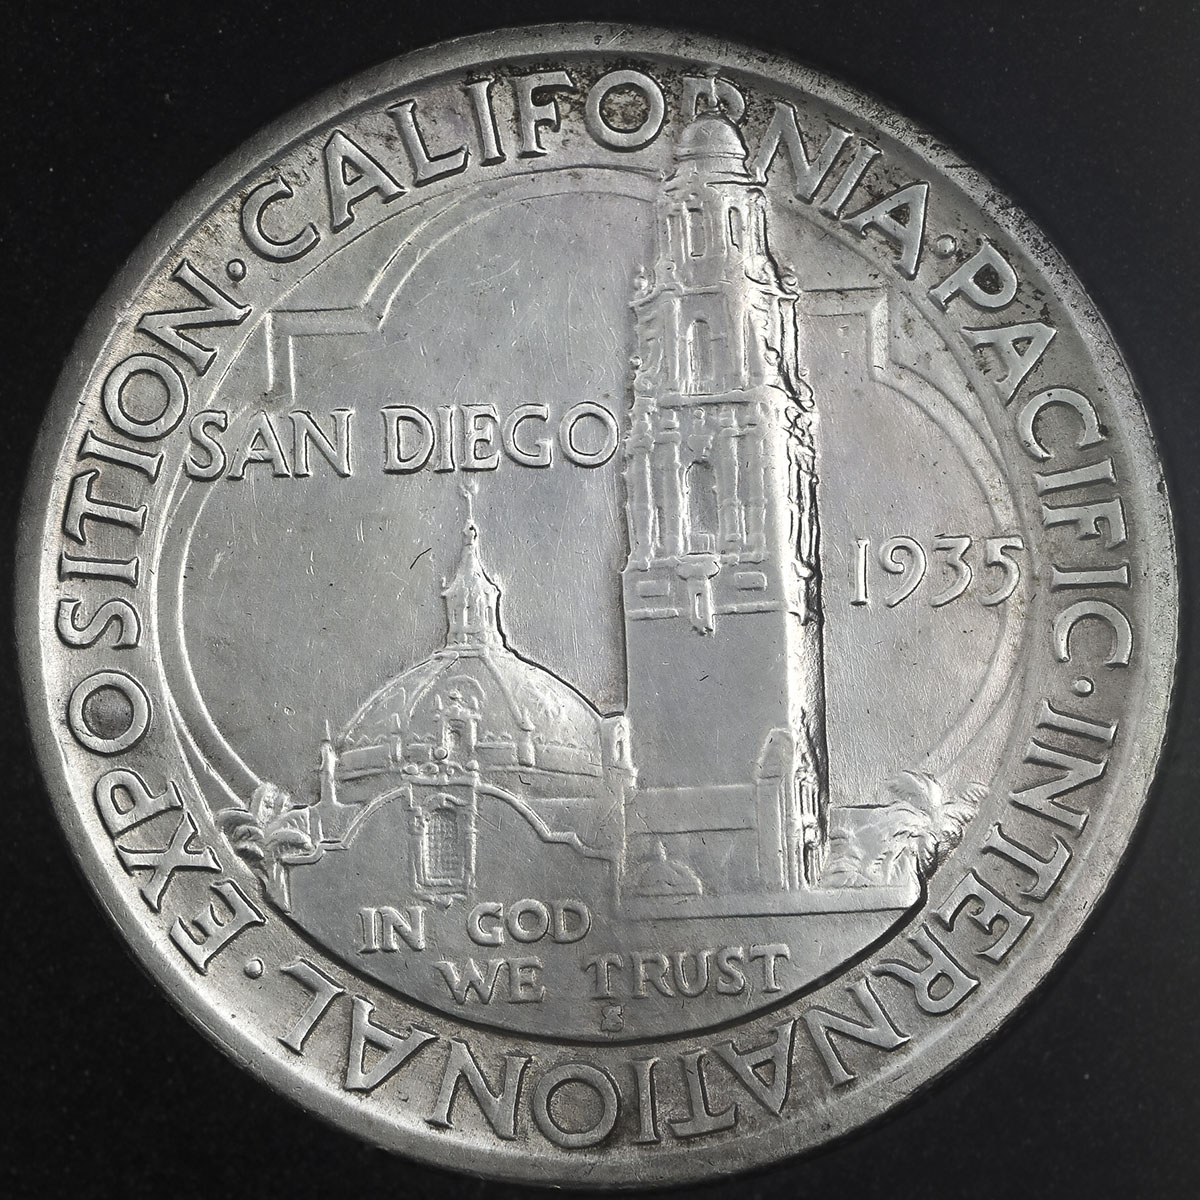 CALIFORNIA · PACIFIC · INTERNATIONAL · EXPOSITION ·
SAN DIEGO
1935
IN GOD
WE TRUST
S